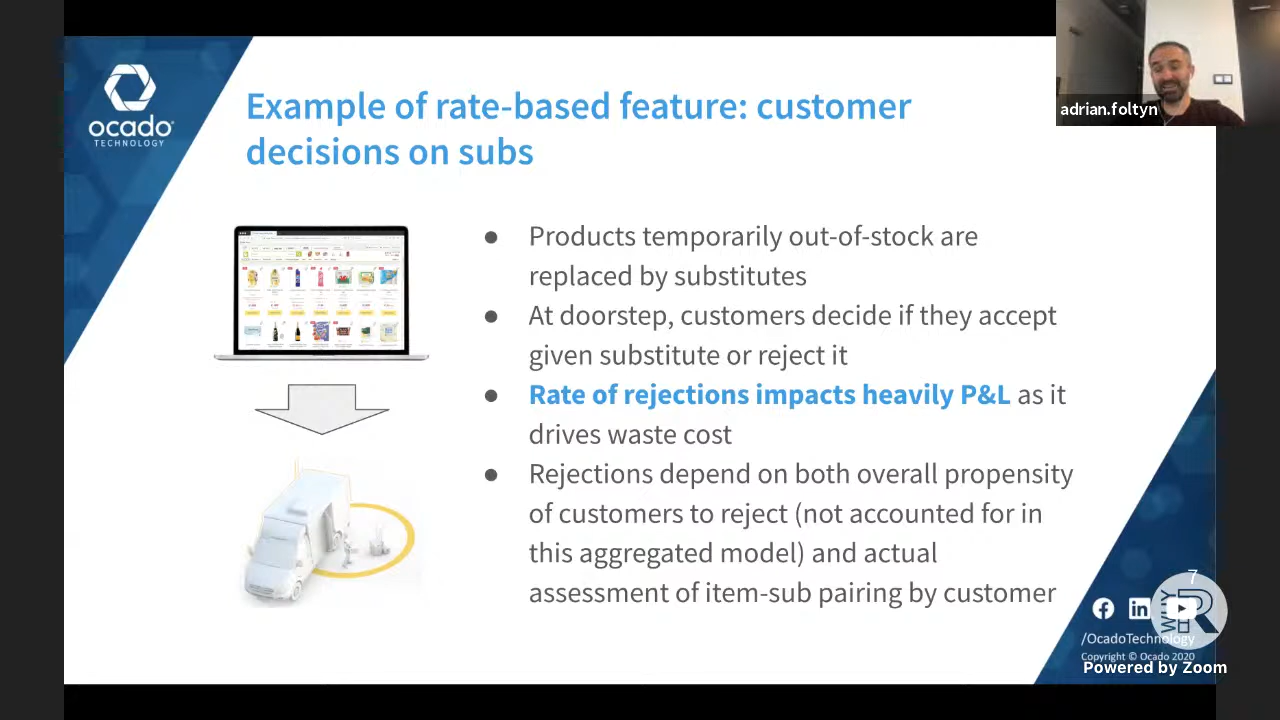 ocado
TECHNOLOGY
Example of rate-based feature: customer
decisions on subs
adrian.foltyn
● Products temporarily out-of-stock are
replaced by substitutes
● At doorstep, customers decide if they accept
given substitute or reject it
● Rate of rejections impacts heavily P&L as it
drives waste cost
● Rejections depend on both overall propensity
of customers to reject (not accounted for in
this aggregated model) and actual
assessment of item-sub pairing by customer
7
WHY R
/OcadoTechnology
Copyright © Ocado 2020
Powered by Zoom